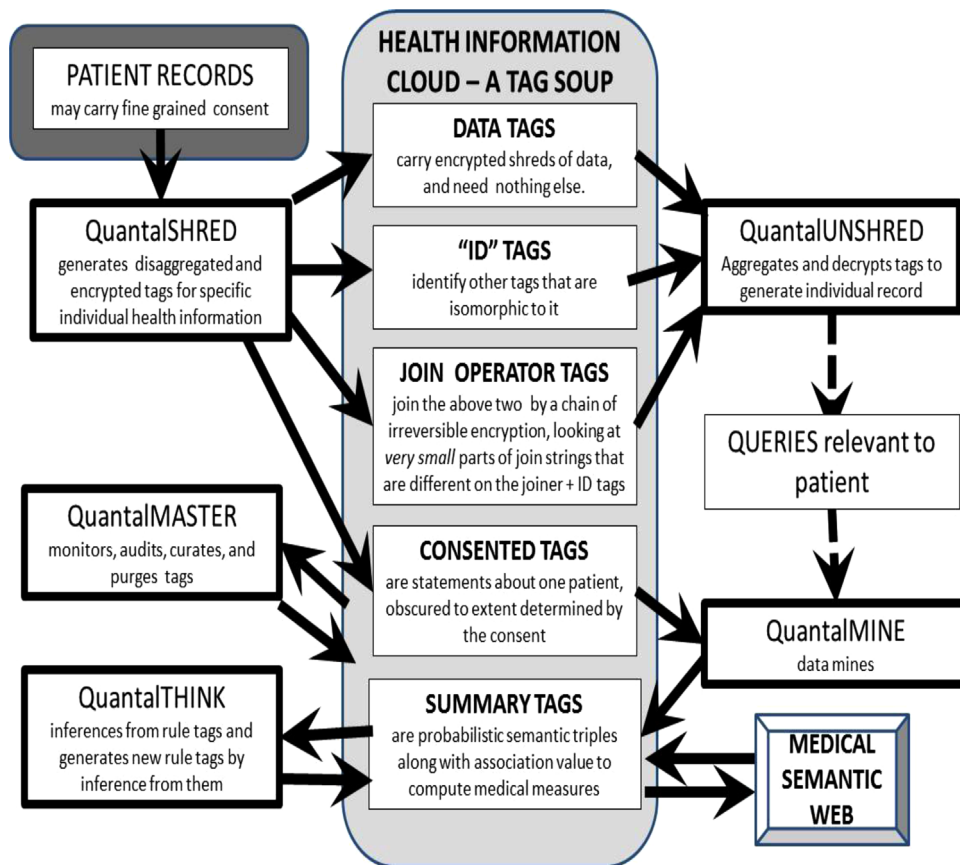 PATIENT RECORDS
may carry fine grained consent
QuantalSHRED
generates disaggregated and
encrypted tags for specific
individual health information
QuantalMASTER
monitors, audits, curates, and
purges tags
QuantalTHINK
inferences from rule tags and
generates new rule tags by
inference from them
HEALTH INFORMATION
CLOUD – A TAG SOUP
DATA TAGS
carry encrypted shreds of data,
and need nothing else.
“ID” TAGS
identify other tags that are
isomorphic to it
JOIN OPERATOR TAGS
join the above two by a chain of
irreversible encryption, looking at
very small parts of join strings that
are different on the joiner + ID tags
CONSENTED TAGS
are statements about one patient,
obscured to extent determined by
the consent
SUMMARY TAGS
are probabilistic semantic triples
along with association value to
compute medical measures
QuantalUNSHRED
Aggregates and decrypts tags to
generate individual record
QUERIES relevant to
patient
QuantalMINE
data mines
MEDICAL
SEMANTIC
WEB